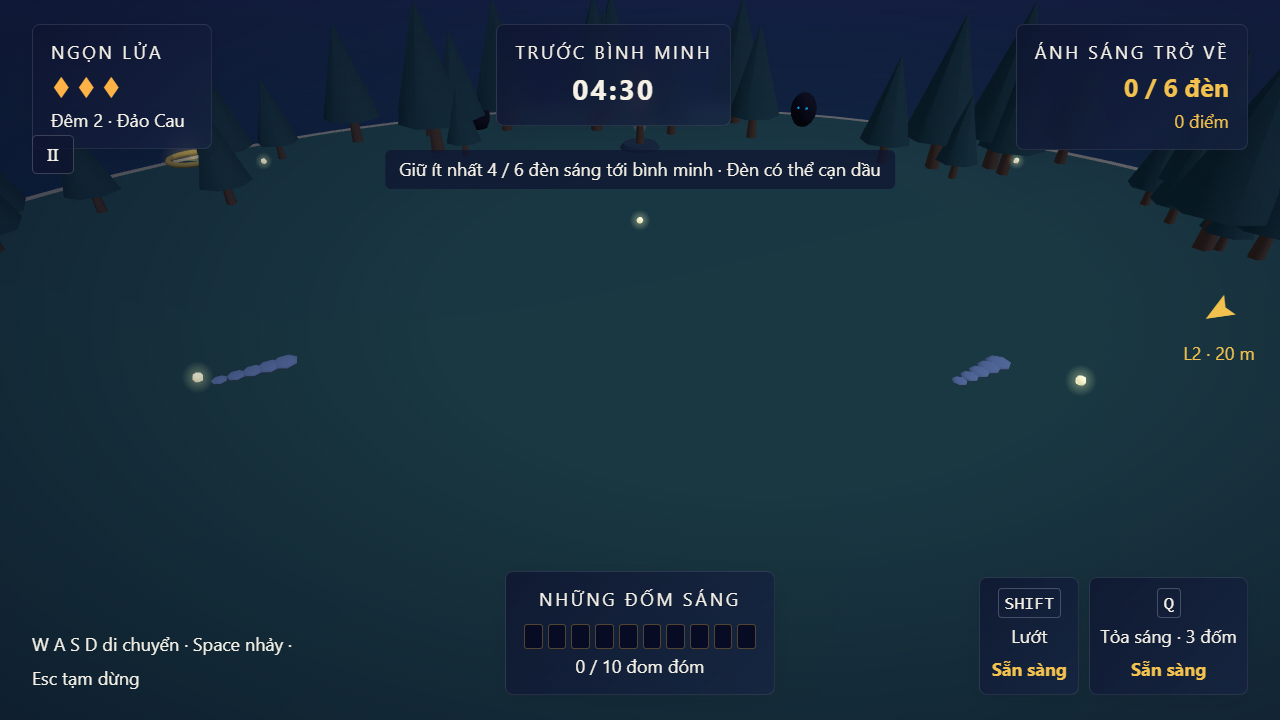 NGỌN LỬA
Đêm 2 · Đảo Cau
II
TRƯỚC BÌNH MINH
04:30
Giữ ít nhất 4 / 6 đèn sáng tới bình minh · Đèn có thể cạn dầu
ÁNH SÁNG TRỞ VỀ
0 / 6 đèn
0 điểm
L2 · 20 m
W A S D di chuyển · Space nhảy ·
Esc tạm dừng
NHỮNG ĐỐM SÁNG
0 / 10 đom đóm
SHIFT
Lướt
Sẵn sàng
Q
Tỏa sáng · 3 đốm
Sẵn sàng